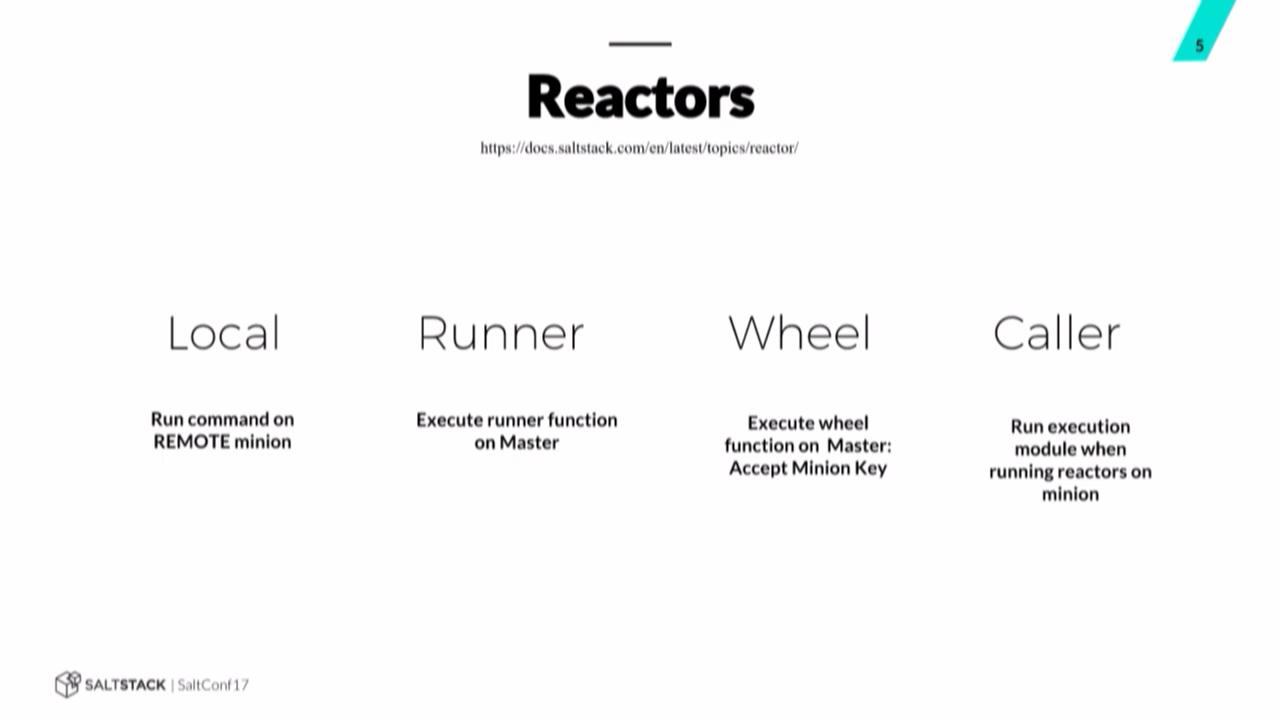 5
Reactors
https://docs.saltstack.com/en/latest/topics/reactor/
Local
Run command on
REMOTE minion
Runner
Execute runner function
on Master
Wheel
Execute wheel
function on Master:
Accept Minion Key
Caller
Run execution
module when
running reactors on
minion
SALTSTACK | SaltConf17